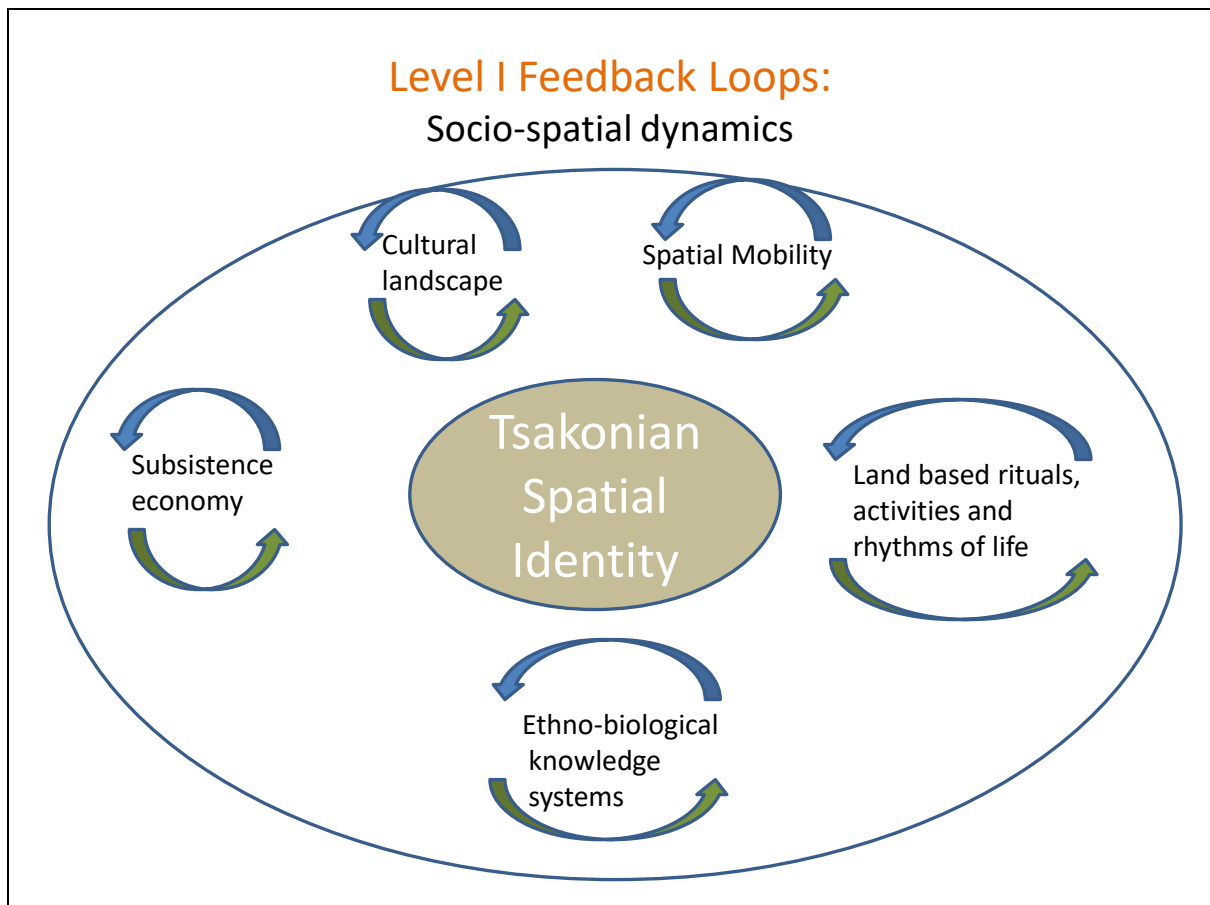 Level I Feedback Loops:
Socio-spatial dynamics
Cultural
landscape
Spatial Mobility
Subsistence
economy
Tsakonian
Spatial
Identity
Land based rituals,
activities and
rhythms of life
Ethno-biological
knowledge
systems